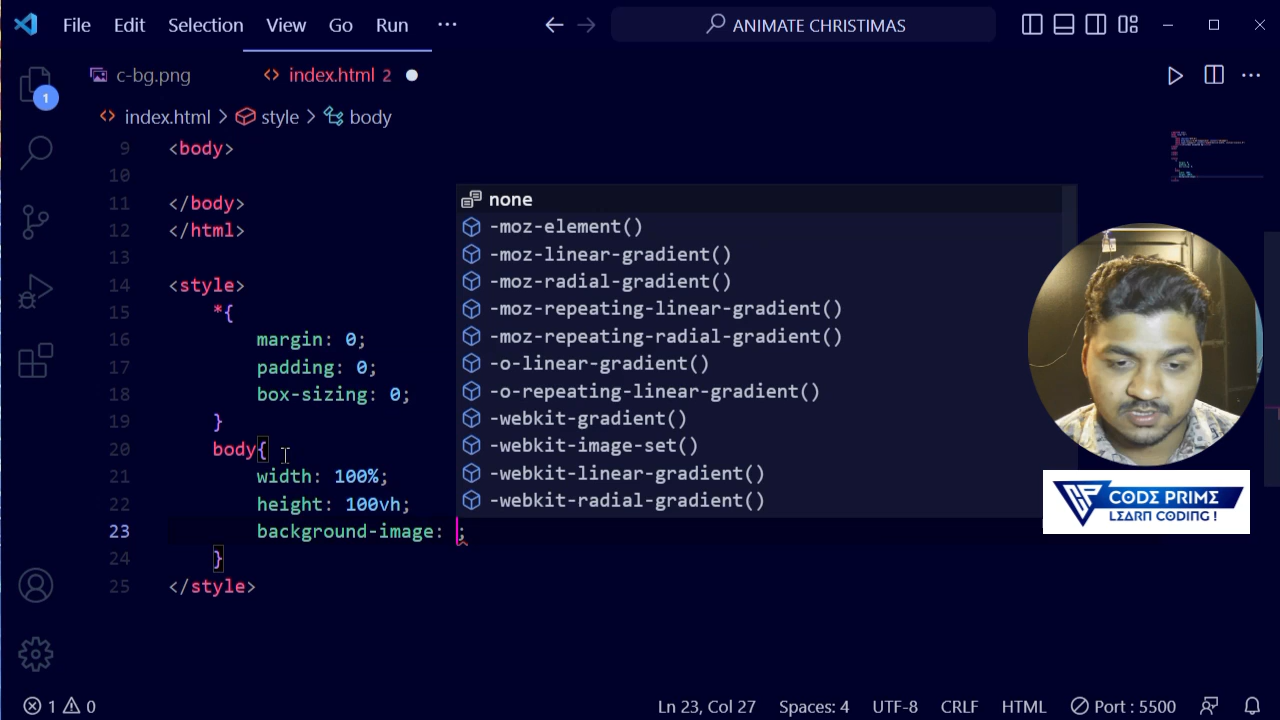 File Edit Selection View Go Run ··· ANIMATE CHRISTIMAS
c-bg.png index.html 2
index.html > style > body
9 <body>
10
11 </body>
12 </html>
13
14 <style>
15 *{
16 margin: 0;
17 padding: 0;
18 box-sizing: 0;
19 }
20 body{
21 width: 100%;
22 height: 100vh;
23 background-image: ;
24 }
25 </style>
none
-moz-element()
-moz-linear-gradient()
-moz-radial-gradient()
-moz-repeating-linear-gradient()
-moz-repeating-radial-gradient()
-o-linear-gradient()
-o-repeating-linear-gradient()
-webkit-gradient()
-webkit-image-set()
-webkit-linear-gradient()
-webkit-radial-gradient()
1
CODE PRIME
LEARN CODING !
1 0 Ln 23, Col 27 Spaces: 4 UTF-8 CRLF HTML Port : 5500